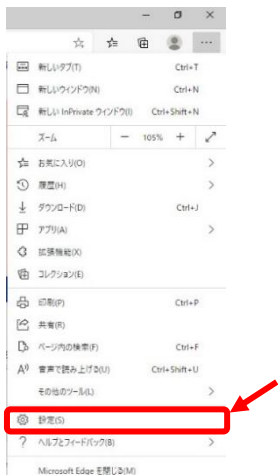 新しいタブ(T) Ctrl+T
新しいウィンドウ(N) Ctrl+N
新しい InPrivate ウィンドウ(I) Ctrl+Shift+N
ズーム − 105% +
お気に入り(O)
履歴(H)
ダウンロード(D) Ctrl+J
アプリ(A)
拡張機能(X)
コレクション(E)
印刷(P) Ctrl+P
共有(R)
ページ内の検索(F) Ctrl+F
音声で読み上げる(U) Ctrl+Shift+U
その他のツール(L)
設定(S)
ヘルプとフィードバック(B)
Microsoft Edge を閉じる(M)